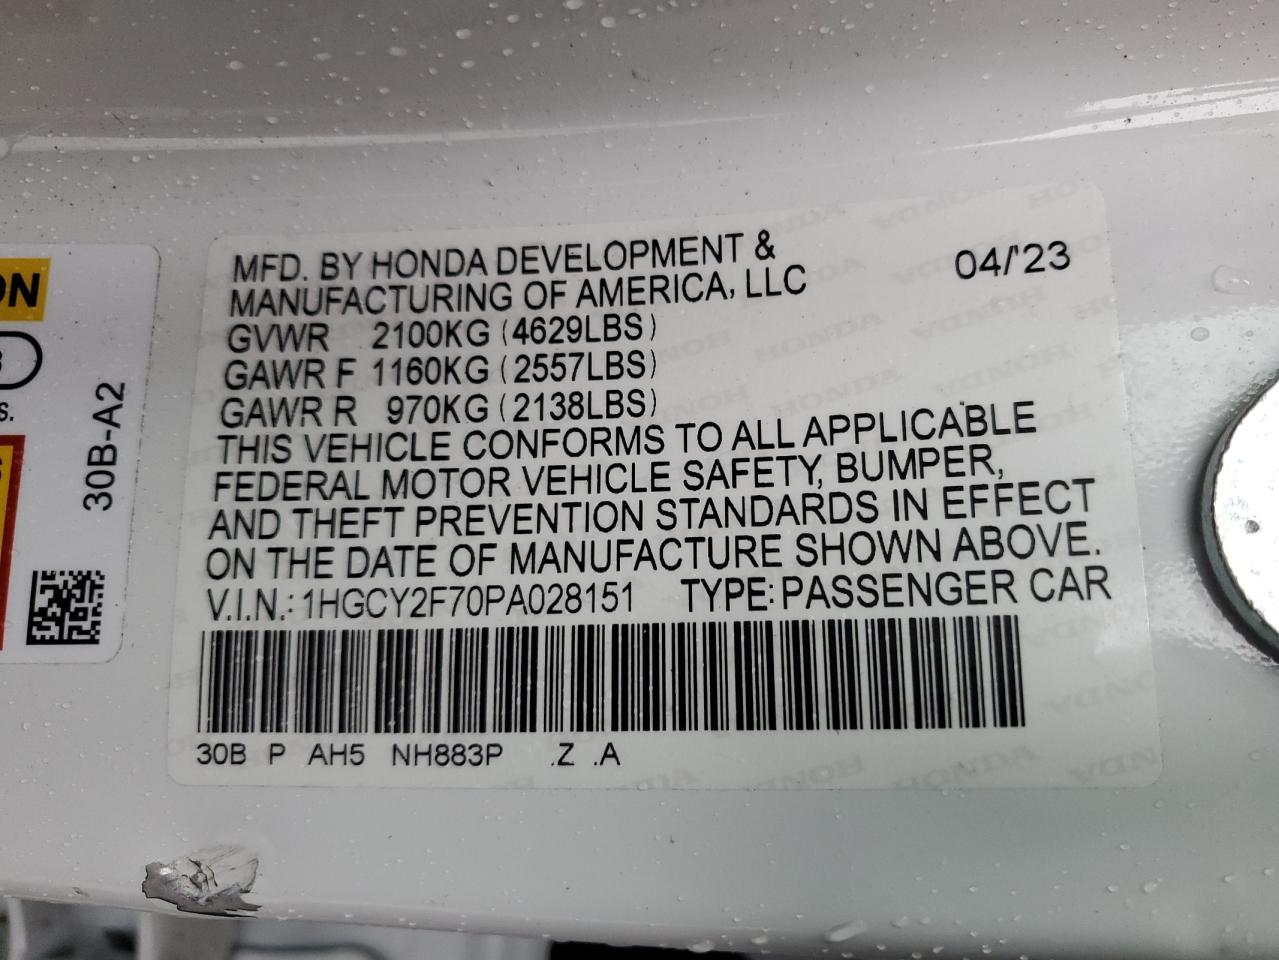 MFD. BY HONDA DEVELOPMENT &
MANUFACTURING OF AMERICA, LLC
04/'23
GVWR 2100KG (4629LBS)
GAWR F 1160KG (2557LBS)
GAWR R 970KG (2138LBS)
THIS VEHICLE CONFORMS TO ALL APPLICABLE
FEDERAL MOTOR VEHICLE SAFETY, BUMPER,
AND THEFT PREVENTION STANDARDS IN EFFECT
ON THE DATE OF MANUFACTURE SHOWN ABOVE.
V.I.N.: 1HGCY2F70PA028151 TYPE: PASSENGER CAR
30B P AH5 NH883P .Z .A
30B-A2